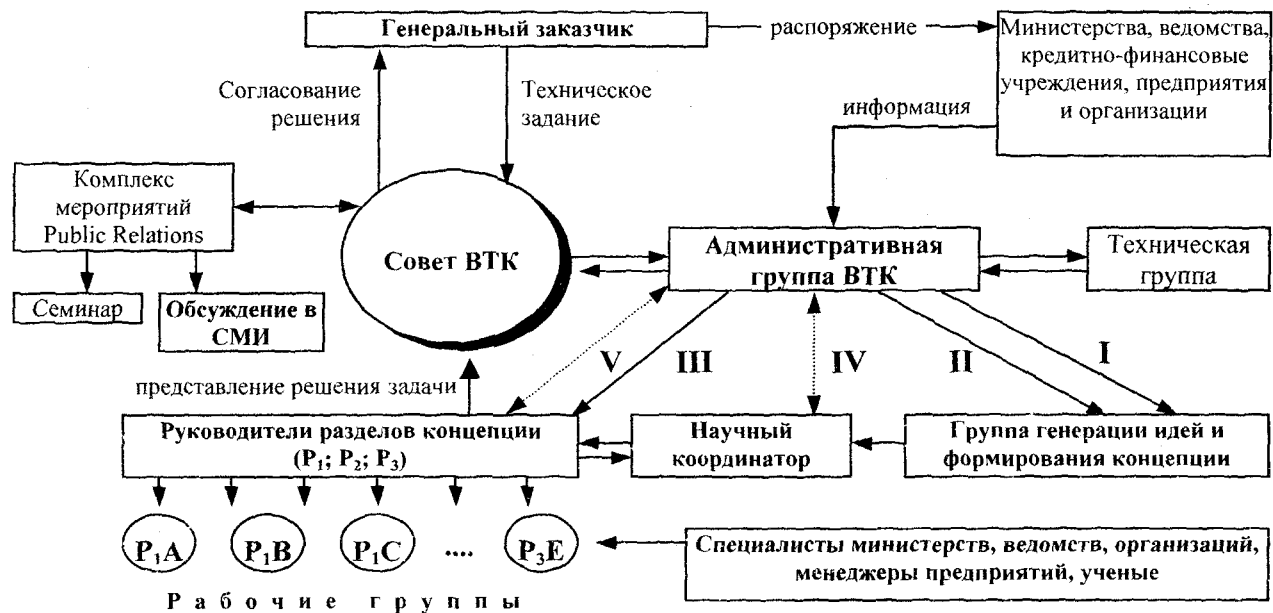 Генеральный заказчик
распоряжение
Министерства, ведомства,
кредитно-финансовые
учреждения, предприятия
и организации
Согласование
решения
Техническое
задание
информация
Комплекс
мероприятий
Public Relations
Совет ВТК
Административная
группа ВТК
Техническая
группа
Семинар
Обсуждение в
СМИ
V
III
IV
II
I
представление решения задачи
Руководители разделов концепции
(P₁; P₂; P₃)
Научный
координатор
Группа генерации идей и
формирования концепции
P₁A
P₁B
P₁C
....
P₃E
Специалисты министерств, ведомств, организаций,
менеджеры предприятий, ученые
Рабочие группы